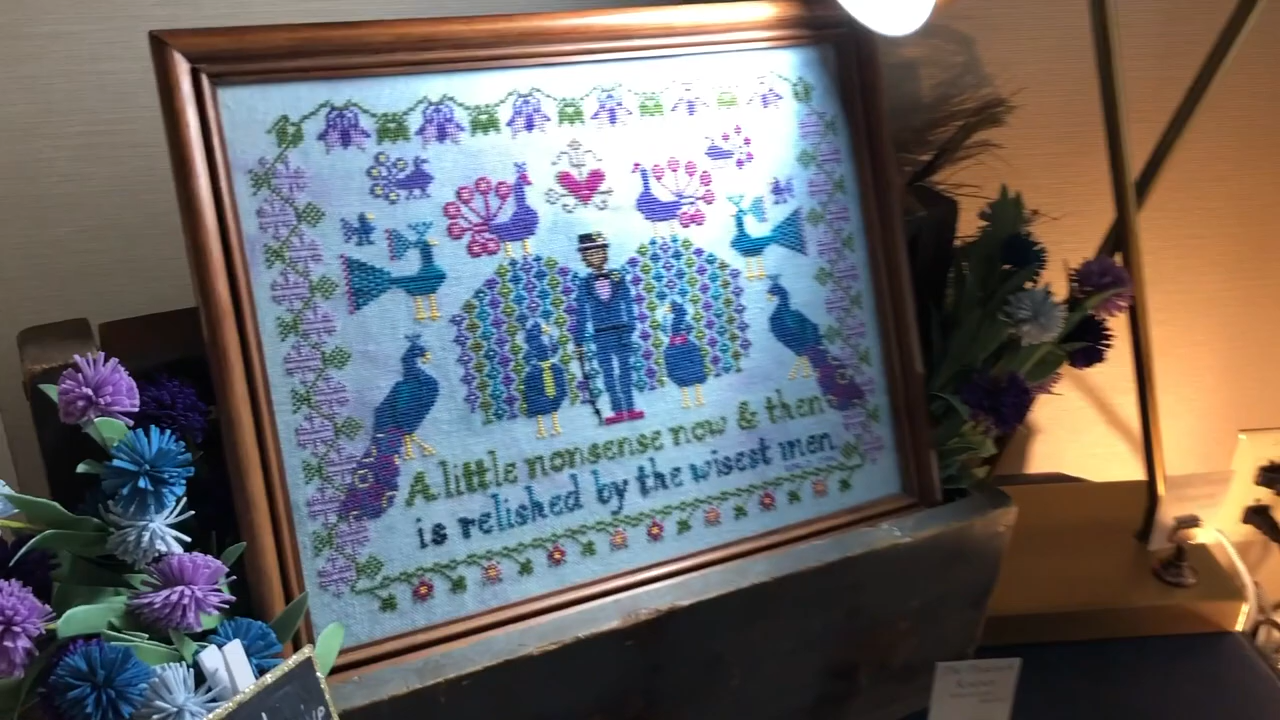 A little nonsense now & then
is relished by the wisest men